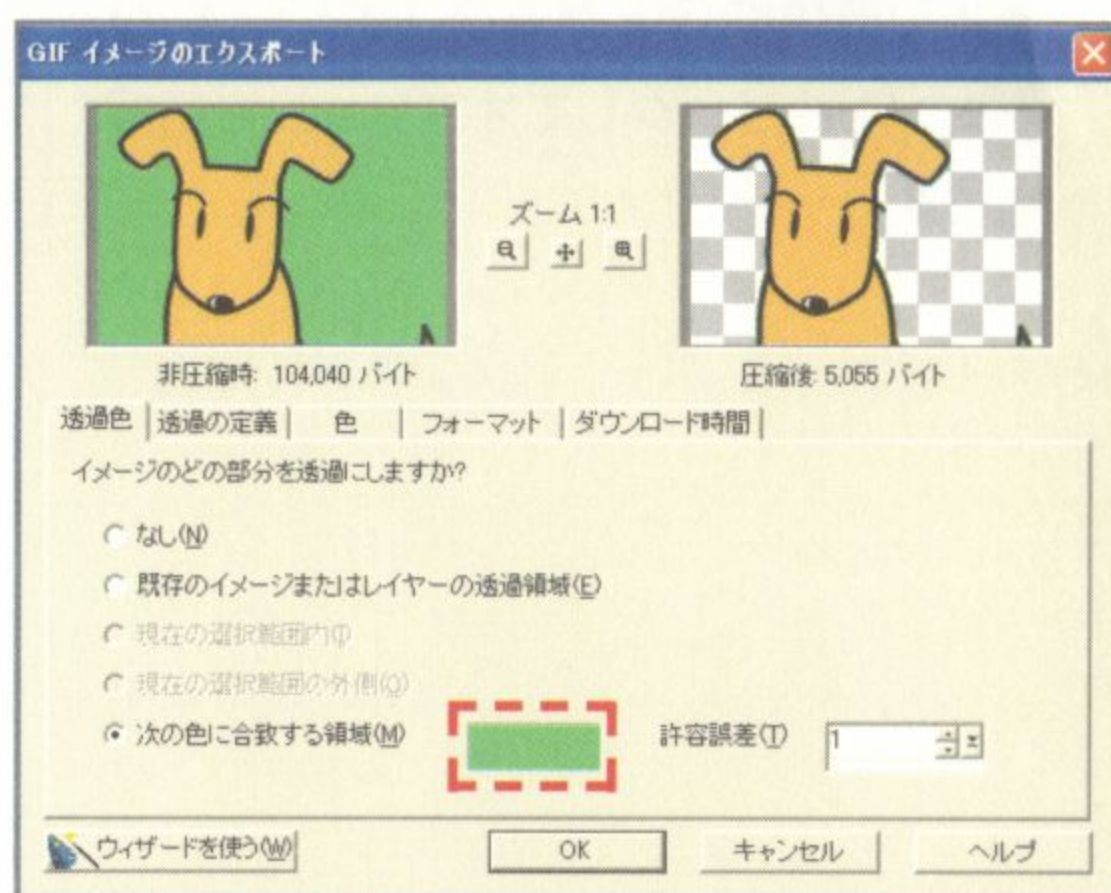 GIF イメージのエクスポート
ズーム 1:1
非圧縮時: 104,040 バイト
圧縮後: 5,055 バイト
透過色 透過の定義 色 フォーマット ダウンロード時間
イメージのどの部分を透過にしますか?
なし(N)
既存のイメージまたはレイヤーの透過領域(E)
現在の選択範囲内(I)
現在の選択範囲の外側(O)
次の色に合致する領域(M) 許容誤差(T) 1
ウィザードを使う(W) OK キャンセル ヘルプ